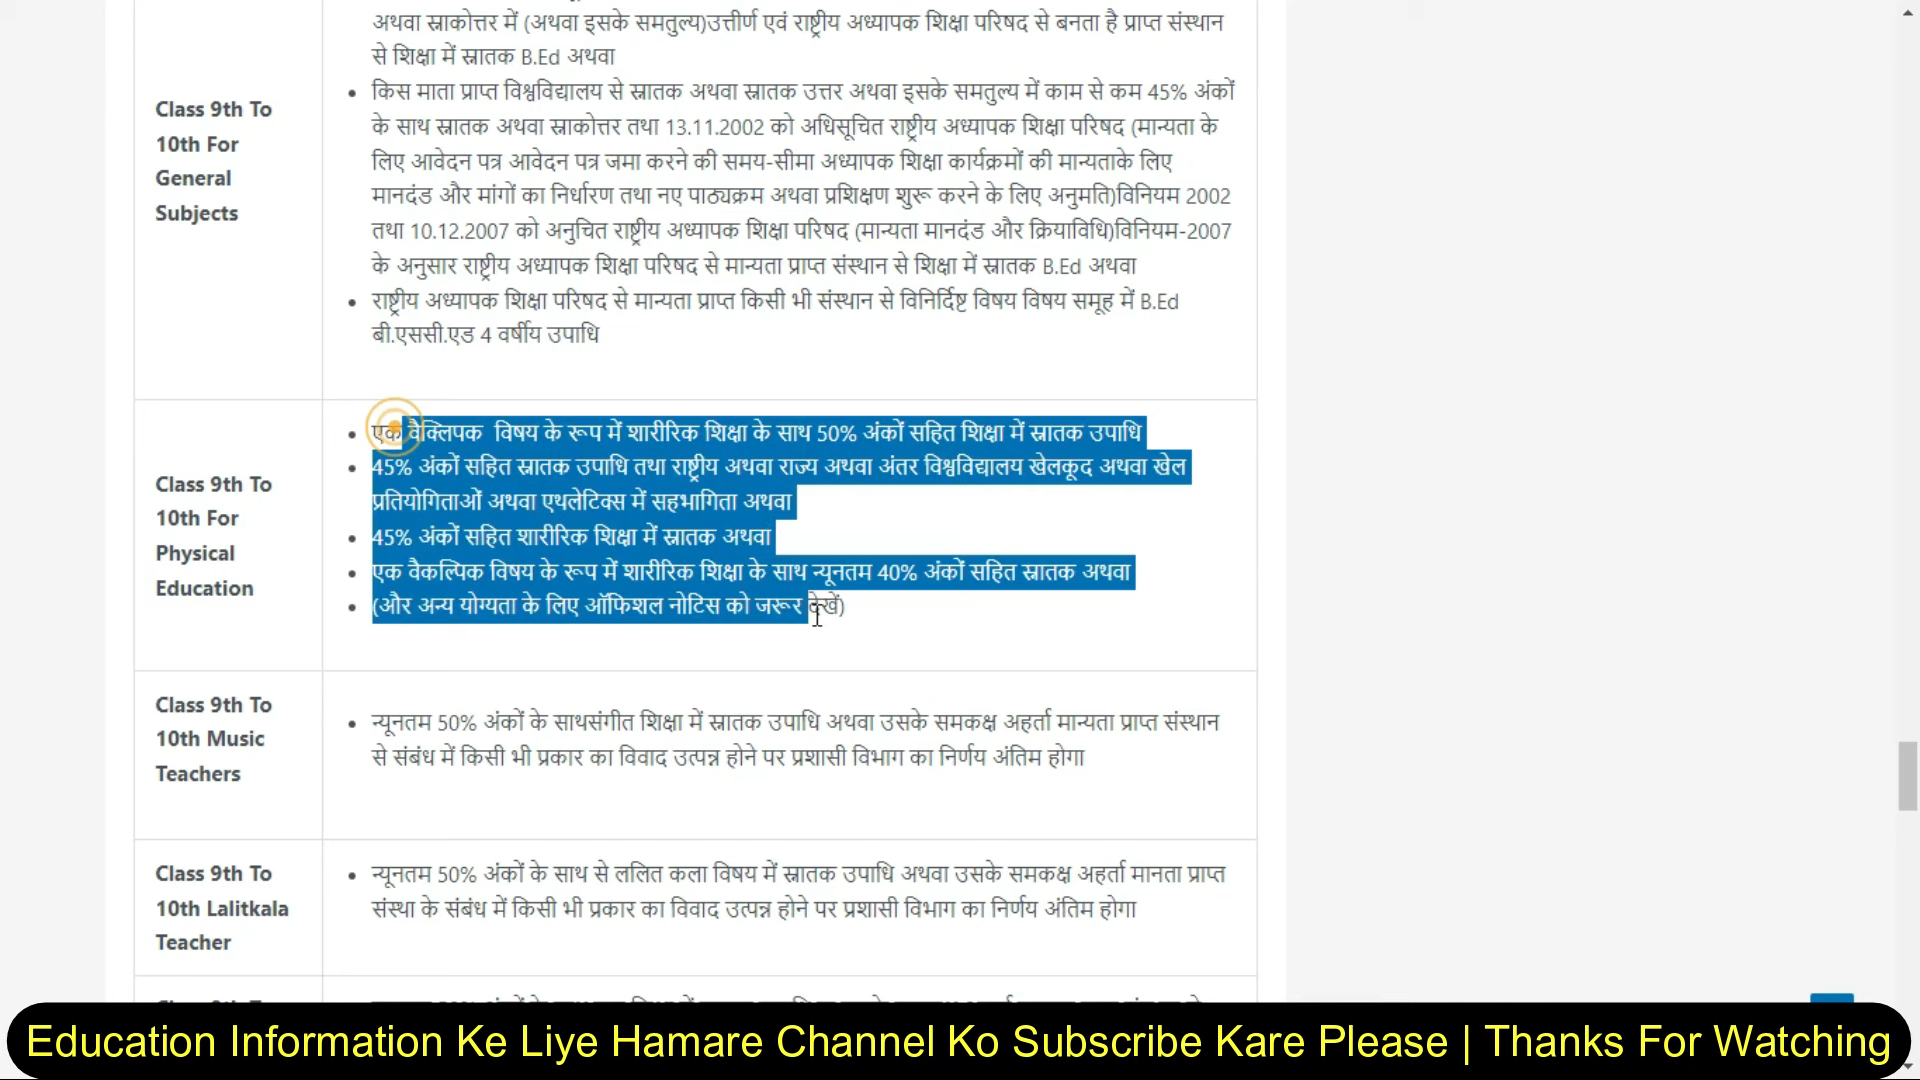 अथवा स्नाकोत्तर में (अथवा इसके समतुल्य)उत्तीर्ण एवं राष्ट्रीय अध्यापक शिक्षा परिषद से बनता है प्राप्त संस्थान
से शिक्षा में स्नातक B.Ed अथवा
Class 9th To
10th For
General
Subjects
किस माता प्राप्त विश्वविद्यालय से स्नातक अथवा स्नातक उत्तर अथवा इसके समतुल्य में काम से कम 45% अंकों
के साथ स्नातक अथवा स्नाकोत्तर तथा 13.11.2002 को अधिसूचित राष्ट्रीय अध्यापक शिक्षा परिषद (मान्यता के
लिए आवेदन पत्र आवेदन पत्र जमा करने की समय-सीमा अध्यापक शिक्षा कार्यक्रमों की मान्यताके लिए
मानदंड और मांगों का निर्धारण तथा नए पाठ्यक्रम अथवा प्रशिक्षण शुरू करने के लिए अनुमति)विनियम 2002
तथा 10.12.2007 को अनुचित राष्ट्रीय अध्यापक शिक्षा परिषद (मान्यता मानदंड और क्रियाविधि)विनियम-2007
के अनुसार राष्ट्रीय अध्यापक शिक्षा परिषद से मान्यता प्राप्त संस्थान से शिक्षा में स्नातक B.Ed अथवा
राष्ट्रीय अध्यापक शिक्षा परिषद से मान्यता प्राप्त किसी भी संस्थान से विनिर्दिष्ट विषय विषय समूह में B.Ed
बी.एससी.एड 4 वर्षीय उपाधि
Class 9th To
10th For
Physical
Education
एक वैक्लिपक विषय के रूप में शारीरिक शिक्षा के साथ 50% अंकों सहित शिक्षा में स्नातक उपाधि
45% अंकों सहित स्नातक उपाधि तथा राष्ट्रीय अथवा राज्य अथवा अंतर विश्वविद्यालय खेलकूद अथवा खेल
प्रतियोगिताओं अथवा एथलेटिक्स में सहभागिता अथवा
45% अंकों सहित शारीरिक शिक्षा में स्नातक अथवा
एक वैकल्पिक विषय के रूप में शारीरिक शिक्षा के साथ न्यूनतम 40% अंकों सहित स्नातक अथवा
(और अन्य योग्यता के लिए ऑफिशल नोटिस को जरूर देखें)
Class 9th To
10th Music
Teachers
न्यूनतम 50% अंकों के साथसंगीत शिक्षा में स्नातक उपाधि अथवा उसके समकक्ष अहर्ता मान्यता प्राप्त संस्थान
से संबंध में किसी भी प्रकार का विवाद उत्पन्न होने पर प्रशासी विभाग का निर्णय अंतिम होगा
Class 9th To
10th Lalitkala
Teacher
न्यूनतम 50% अंकों के साथ से ललित कला विषय में स्नातक उपाधि अथवा उसके समकक्ष अहर्ता मानता प्राप्त
संस्था के संबंध में किसी भी प्रकार का विवाद उत्पन्न होने पर प्रशासी विभाग का निर्णय अंतिम होगा
Education Information Ke Liye Hamare Channel Ko Subscribe Kare Please | Thanks For Watching